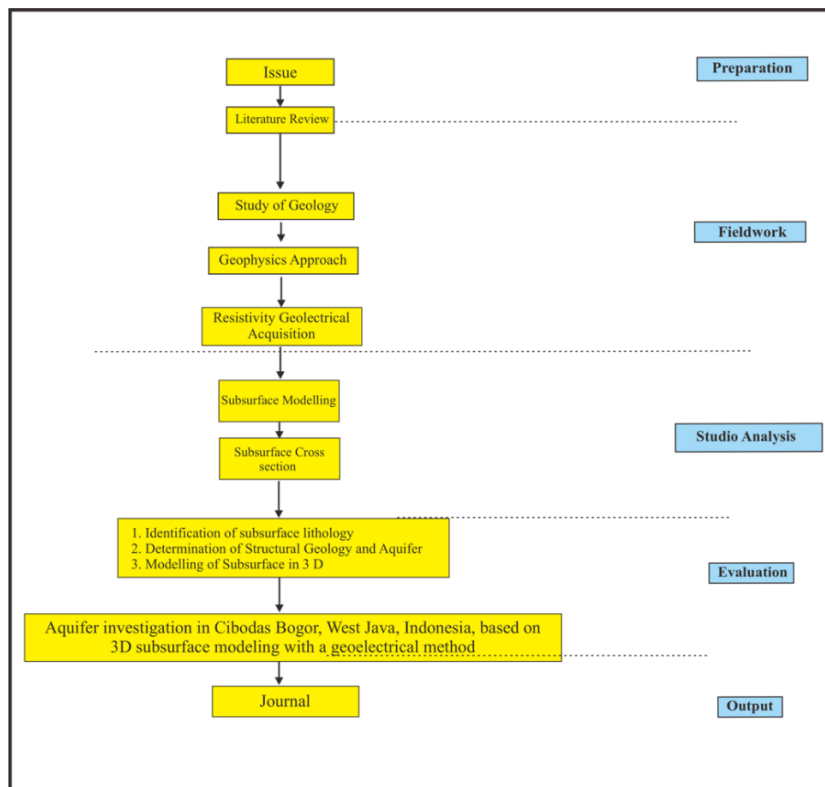 Issue
Preparation
Literature Review
Study of Geology
Fieldwork
Geophysics Approach
Resistivity Geolectrical
Acquisition
Subsurface Modelling
Studio Analysis
Subsurface Cross
section
1. Identification of subsurface lithology
2. Determination of Structural Geology and Aquifer
3. Modelling of Subsurface in 3 D
Evaluation
Aquifer investigation in Cibodas Bogor, West Java, Indonesia, based on
3D subsurface modeling with a geoelectrical method
Journal
Output